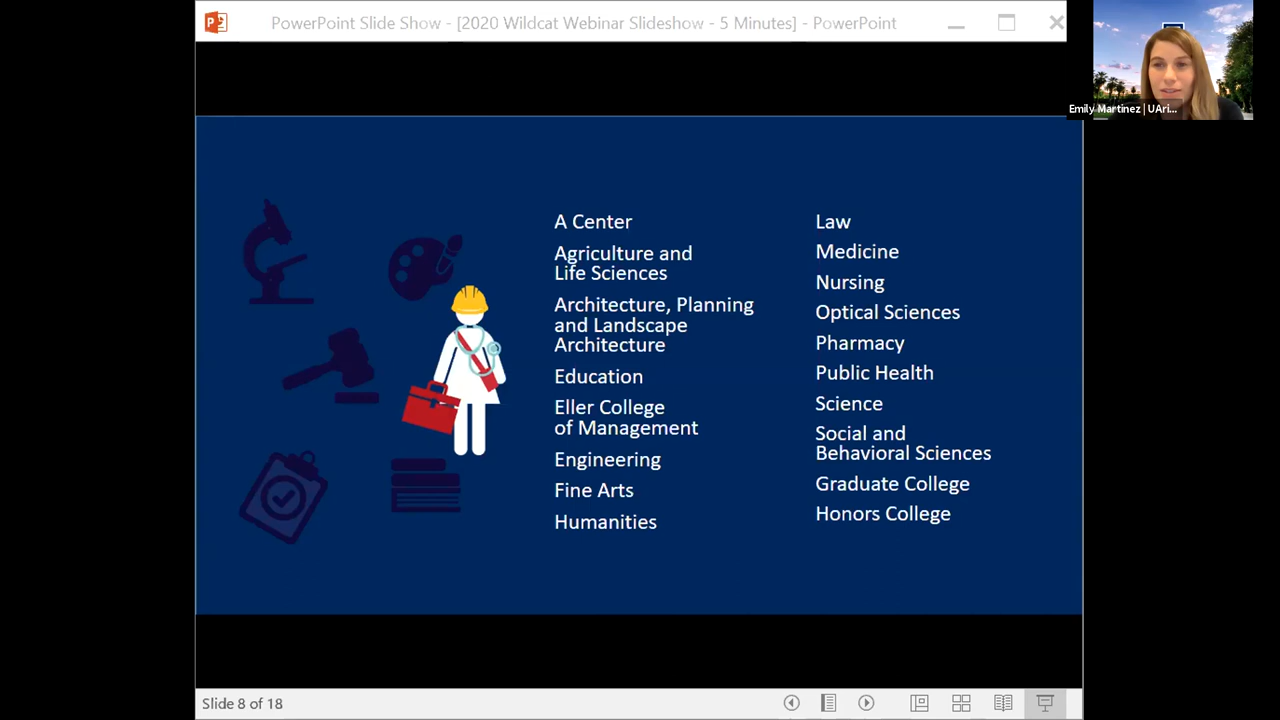 PowerPoint Slide Show - [2020 Wildcat Webinar Slideshow - 5 Minutes] - PowerPoint
Emily Martinez | UAri...
A Center
Agriculture and
Life Sciences
Architecture, Planning
and Landscape
Architecture
Education
Eller College
of Management
Engineering
Fine Arts
Humanities
Law
Medicine
Nursing
Optical Sciences
Pharmacy
Public Health
Science
Social and
Behavioral Sciences
Graduate College
Honors College
Slide 8 of 18